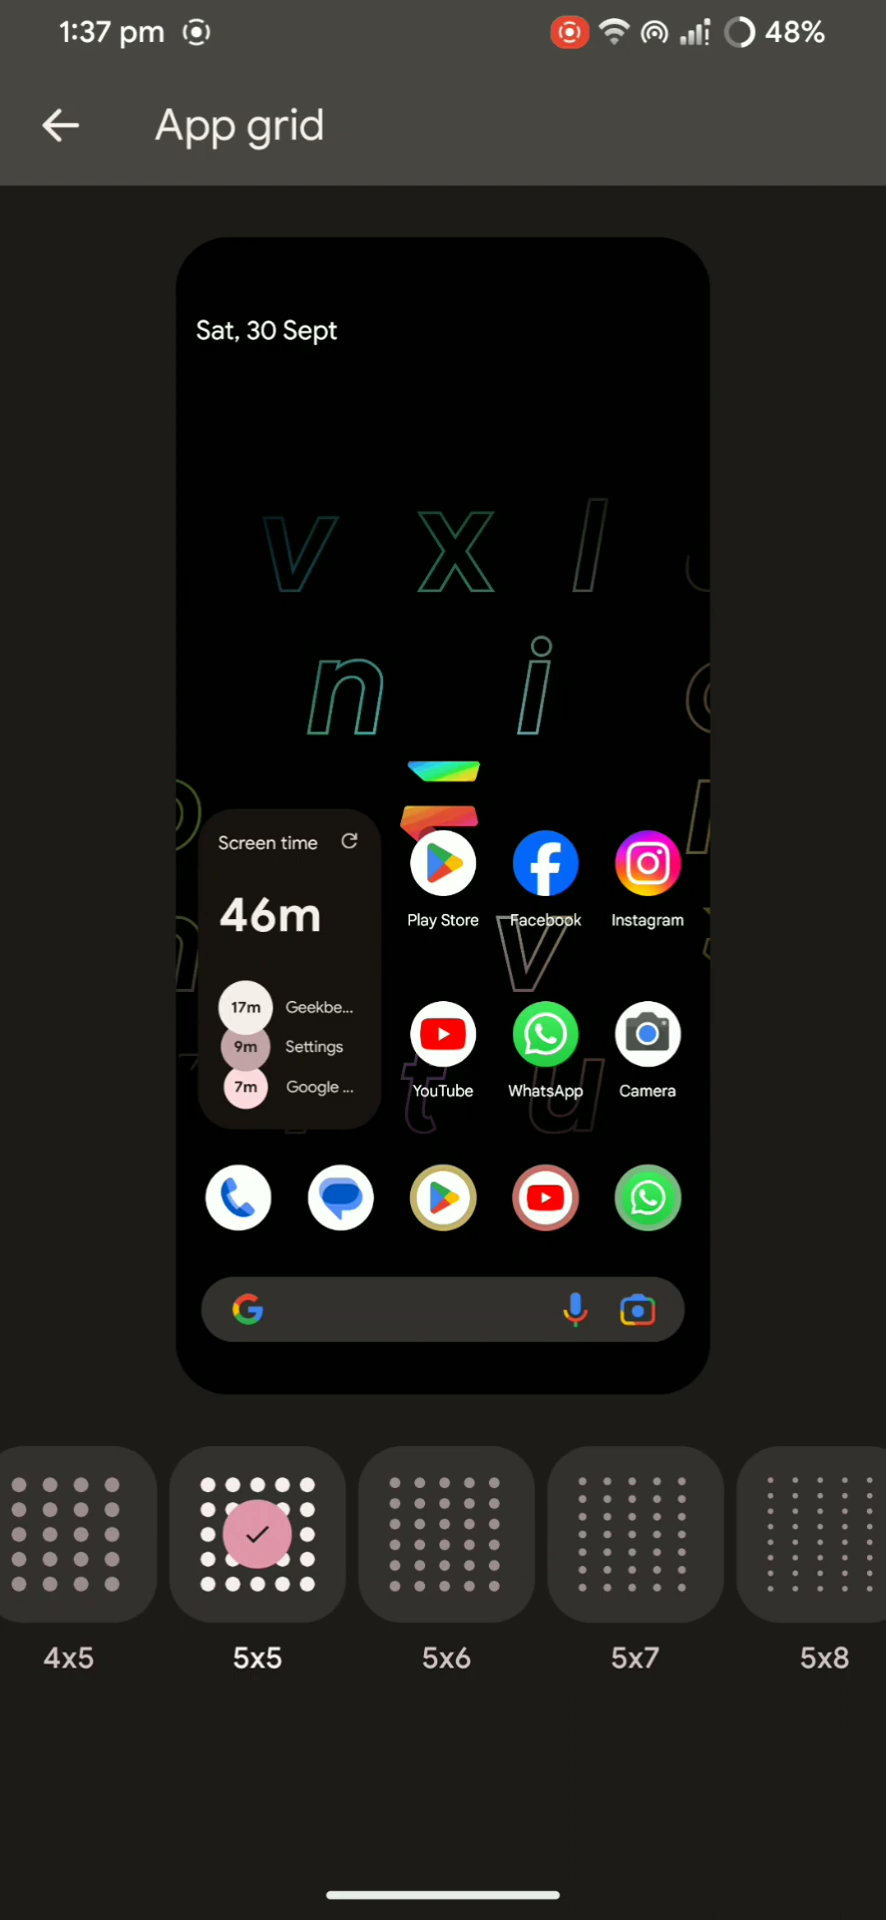 1:37 pm 48%
App grid
Sat, 30 Sept
v x l
n i
Screen time
46m
17m Geekbe...
9m Settings
7m Google ...
Play Store Facebook Instagram
v
YouTube WhatsApp Camera
t u
4x5 5x5 5x6 5x7 5x8